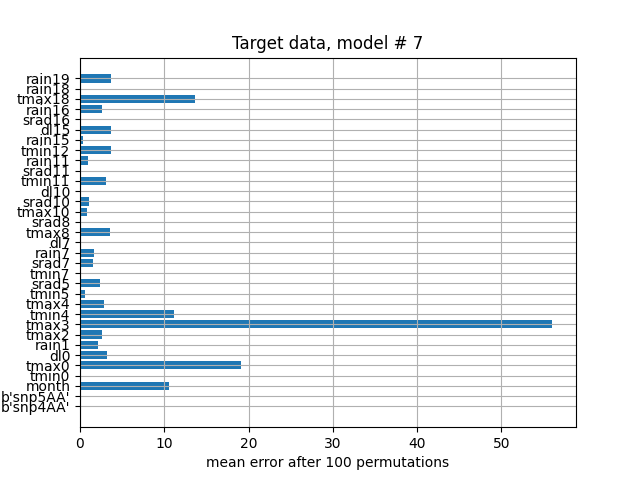 Target data, model # 7
rain19
rain18
tmax18
rain16
srad16
dl15
rain15
tmin12
rain11
srad11
tmin11
dl10
srad10
tmax10
srad8
tmax8
dl7
rain7
srad7
tmin7
srad5
tmin5
tmax4
tmin4
tmax3
tmax2
rain1
dl0
tmax0
tmin0
month
b'snp5AA'
b'snp4AA'
0 10 20 30 40 50
mean error after 100 permutations